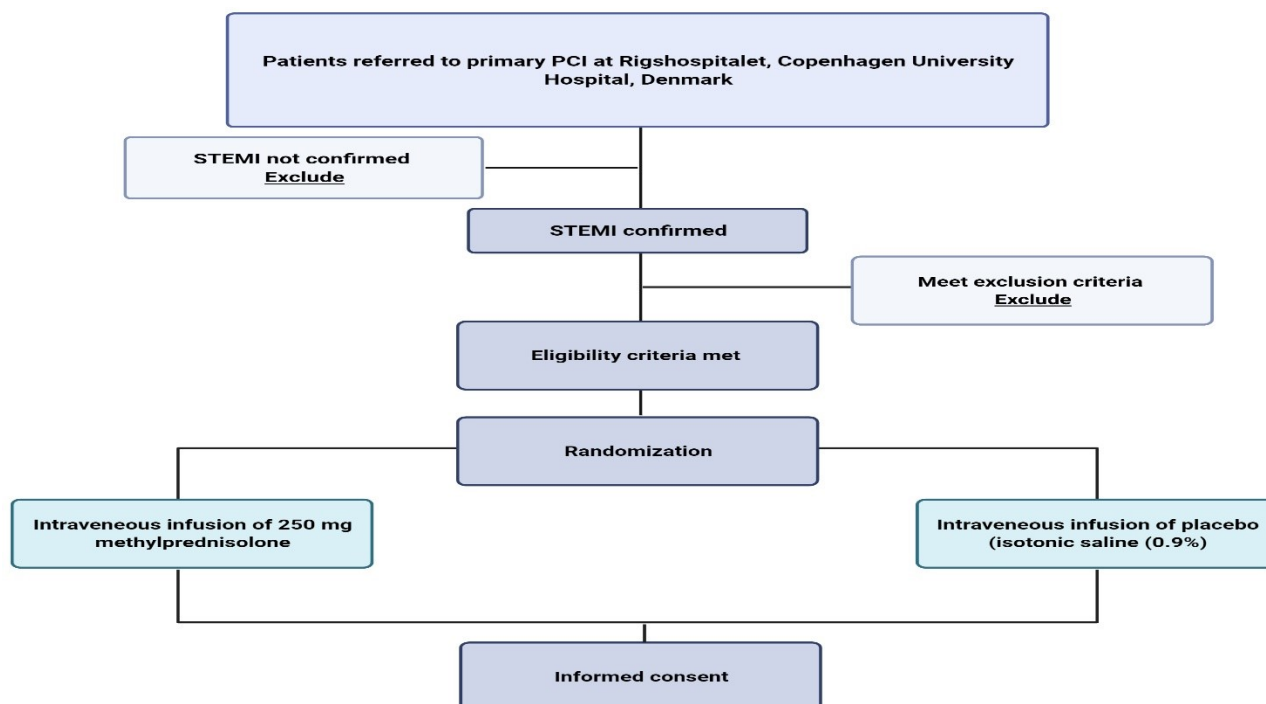 Patients referred to primary PCI at Rigshospitalet, Copenhagen University
Hospital, Denmark
STEMI not confirmed
Exclude
STEMI confirmed
Meet exclusion criteria
Exclude
Eligibility criteria met
Randomization
Intraveneous infusion of 250 mg
methylprednisolone
Intraveneous infusion of placebo
(isotonic saline (0.9%)
Informed consent